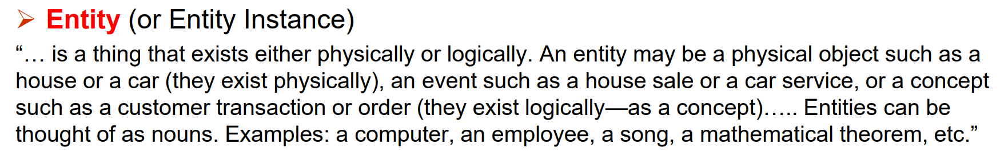 Entity (or Entity Instance)
“… is a thing that exists either physically or logically. An entity may be a physical object such as a
house or a car (they exist physically), an event such as a house sale or a car service, or a concept
such as a customer transaction or order (they exist logically—as a concept)….. Entities can be
thought of as nouns. Examples: a computer, an employee, a song, a mathematical theorem, etc.”